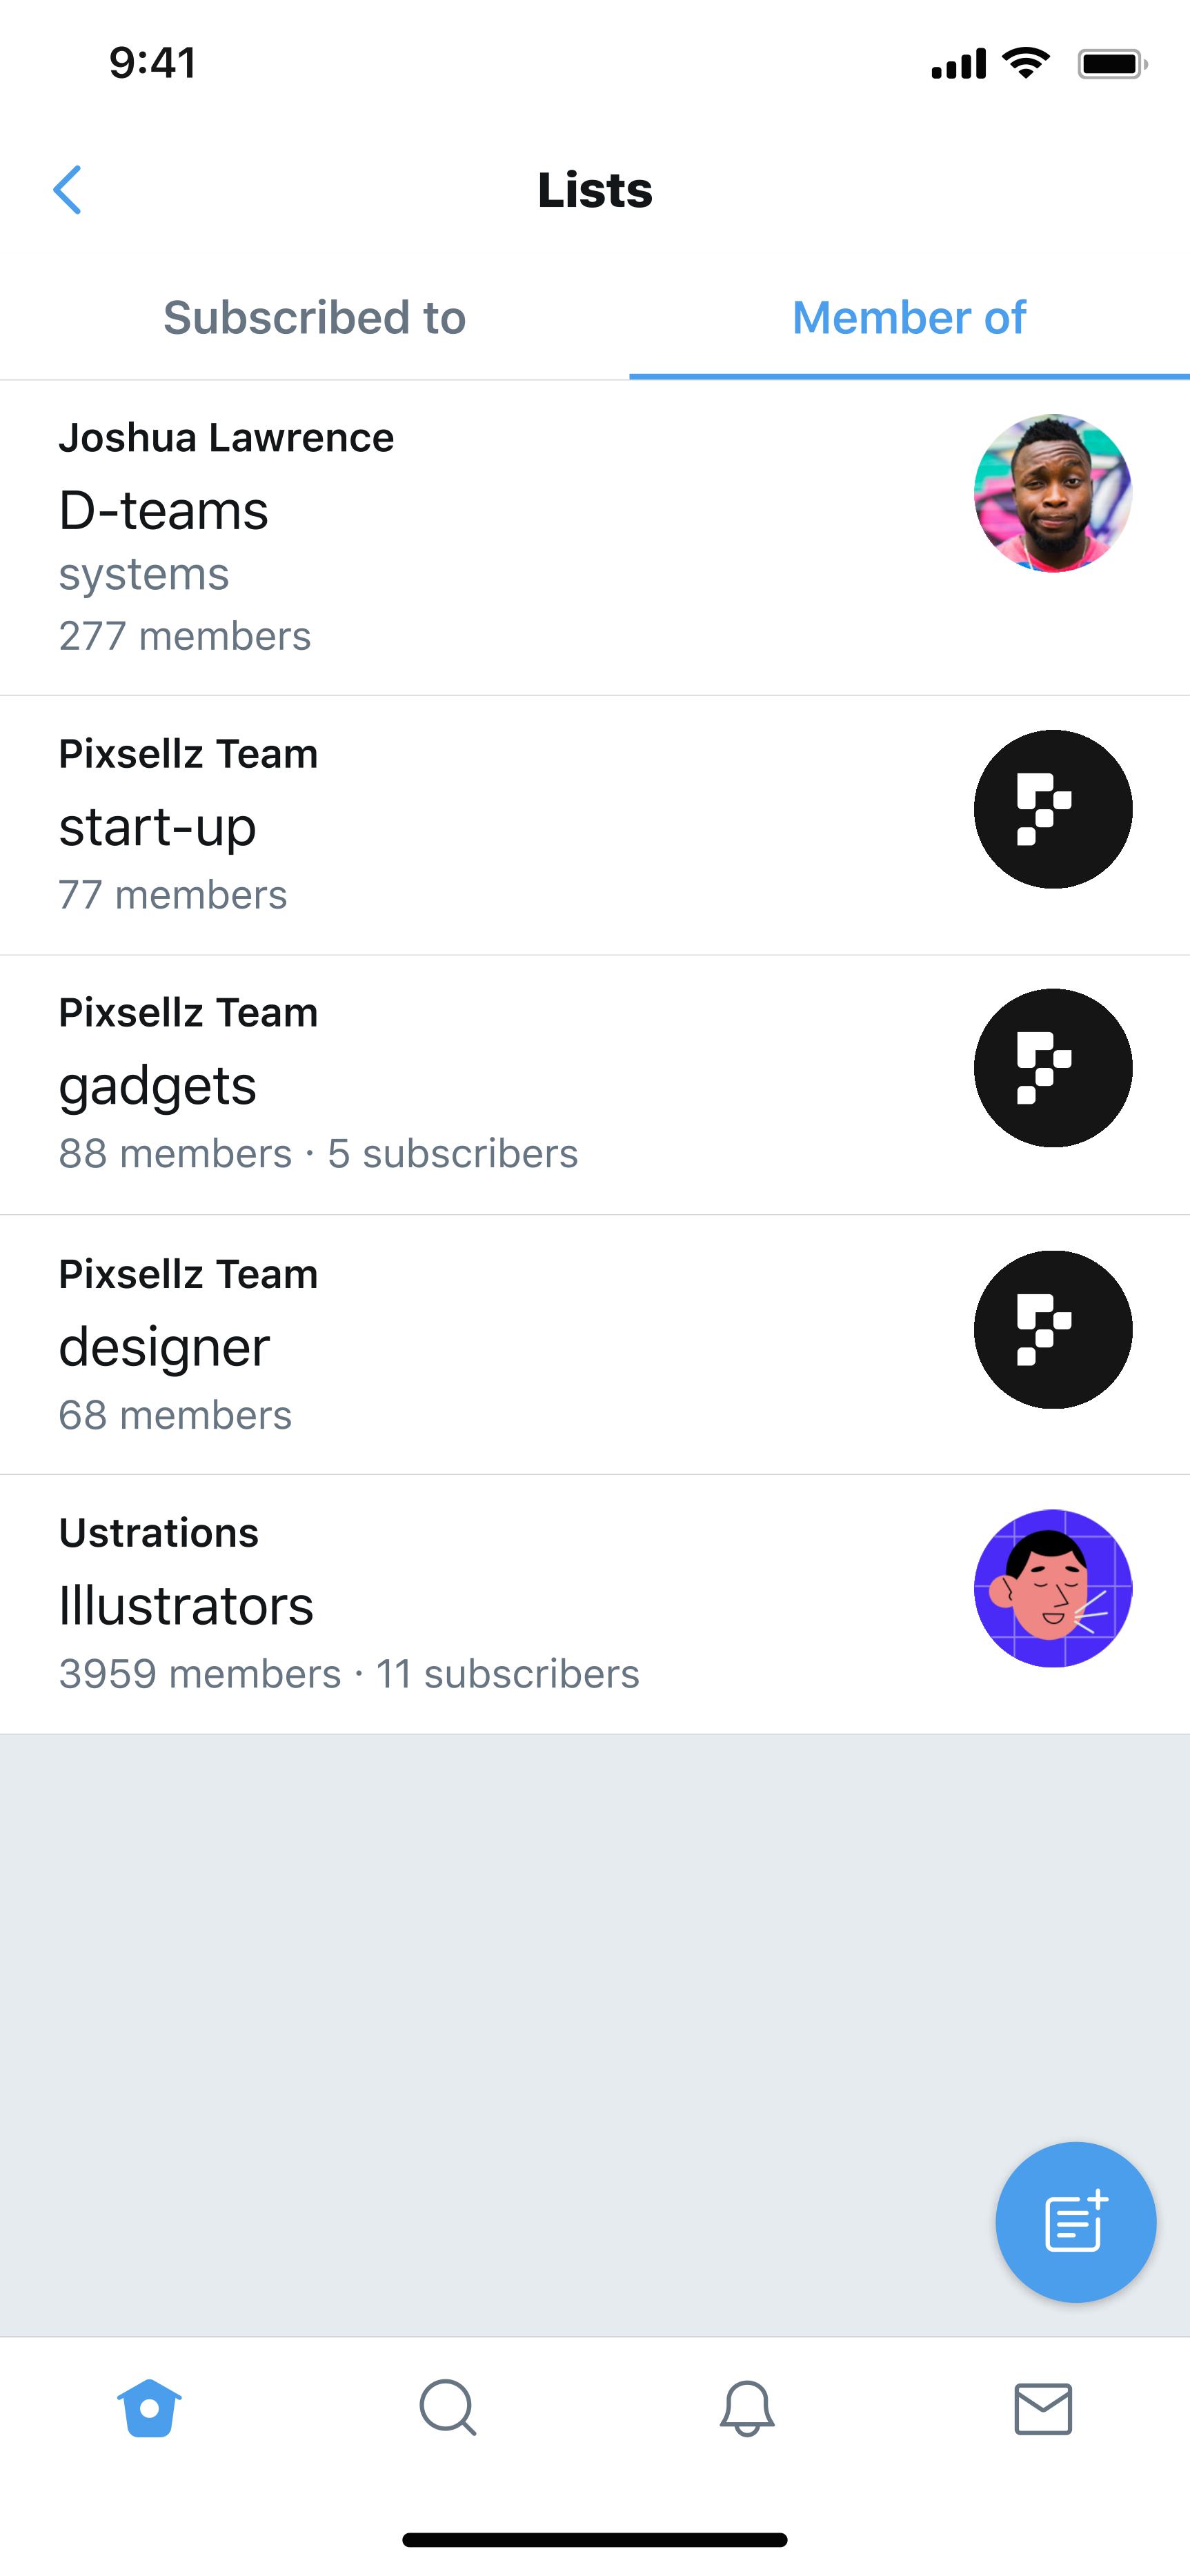 9:41
Lists
Subscribed to
Member of
Joshua Lawrence
D-teams
systems
277 members
Pixsellz Team
start-up
77 members
Pixsellz Team
gadgets
88 members · 5 subscribers
Pixsellz Team
designer
68 members
Ustrations
Illustrators
3959 members · 11 subscribers